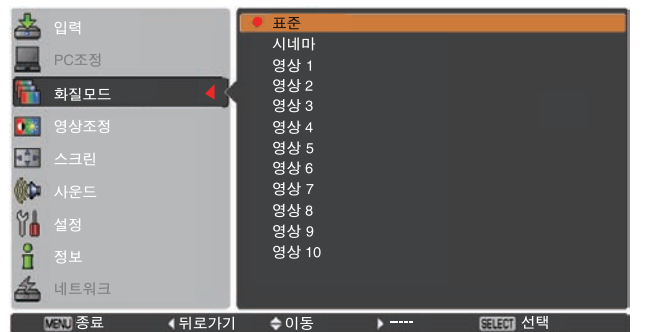 입력
PC조정
화질모드
영상조정
스크린
사운드
설정
정보
네트워크
표준
시네마
영상 1
영상 2
영상 3
영상 4
영상 5
영상 6
영상 7
영상 8
영상 9
영상 10
MENU 종료 뒤로가기 이동 ---- SELECT 선택